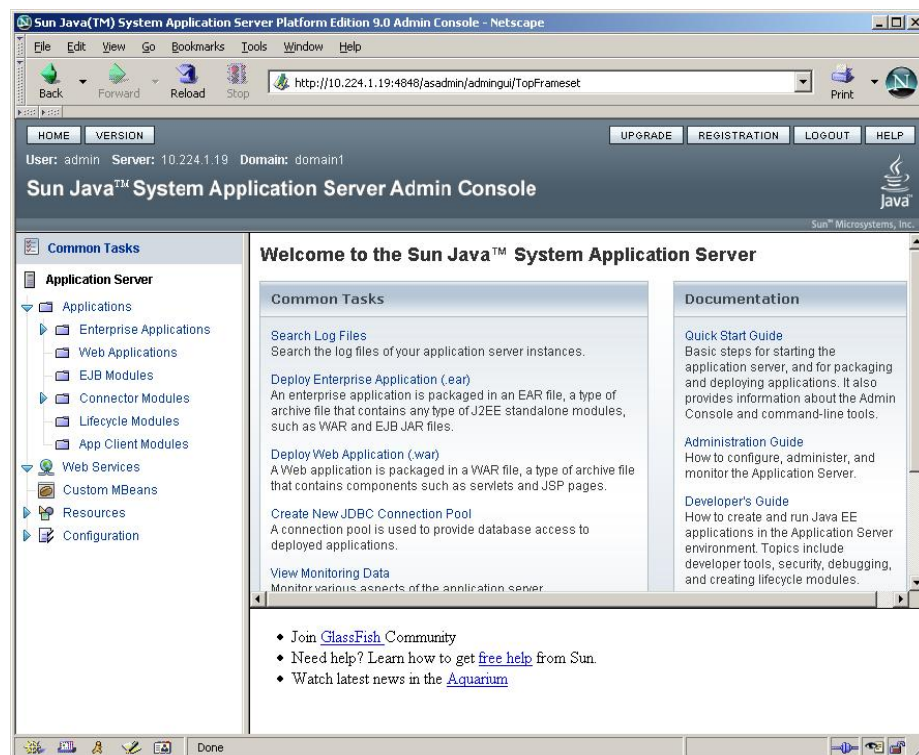 Sun Java(TM) System Application Server Platform Edition 9.0 Admin Console - Netscape
File Edit View Go Bookmarks Tools Window Help
Back Forward Reload Stop http://10.224.1.19:4848/asadmin/admingui/TopFrameset Print
HOME VERSION UPGRADE REGISTRATION LOGOUT HELP
User: admin Server: 10.224.1.19 Domain: domain1
Sun Java™ System Application Server Admin Console
Java™
Sun™ Microsystems, Inc.
Common Tasks
Application Server
Applications
Enterprise Applications
Web Applications
EJB Modules
Connector Modules
Lifecycle Modules
App Client Modules
Web Services
Custom MBeans
Resources
Configuration
Welcome to the Sun Java™ System Application Server
Common Tasks
Search Log Files
Search the log files of your application server instances.
Deploy Enterprise Application (.ear)
An enterprise application is packaged in an EAR file, a type of
archive file that contains any type of J2EE standalone modules,
such as WAR and EJB JAR files.
Deploy Web Application (.war)
A Web application is packaged in a WAR file, a type of archive file
that contains components such as servlets and JSP pages.
Create New JDBC Connection Pool
A connection pool is used to provide database access to
deployed applications.
View Monitoring Data
Monitor various aspects of the application server
Documentation
Quick Start Guide
Basic steps for starting the
application server, and for packaging
and deploying applications. It also
provides information about the Admin
Console and command-line tools.
Administration Guide
How to configure, administer, and
monitor the Application Server.
Developer's Guide
How to create and run Java EE
applications in the Application Server
environment. Topics include
developer tools, security, debugging,
and creating lifecycle modules.
Join GlassFish Community
Need help? Learn how to get free help from Sun.
Watch latest news in the Aquarium
Done